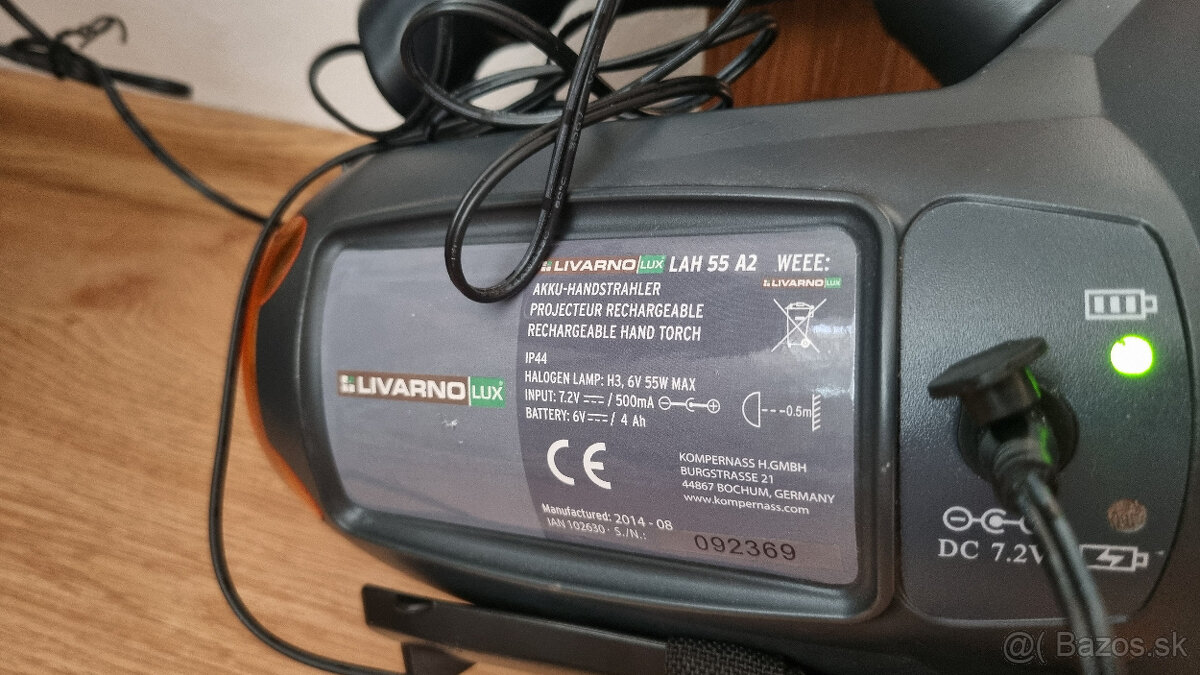 LIVARNO LUX LAH 55 A2 WEEE:
LIVARNO LUX
AKKU-HANDSTRAHLER
PROJECTEUR RECHARGEABLE
RECHARGEABLE HAND TORCH
IP44
HALOGEN LAMP: H3, 6V 55W MAX
INPUT: 7.2V / 500mA
BATTERY: 6V / 4 Ah
0.5m
LIVARNO LUX®
CE
KOMPERNASS H.GMBH
BURGSTRASSE 21
44867 BOCHUM, GERMANY
www.kompernass.com
Manufactured: 2014 - 08
IAN 102630 · S./N.:
092369
DC 7.2V
@( Bazos.sk